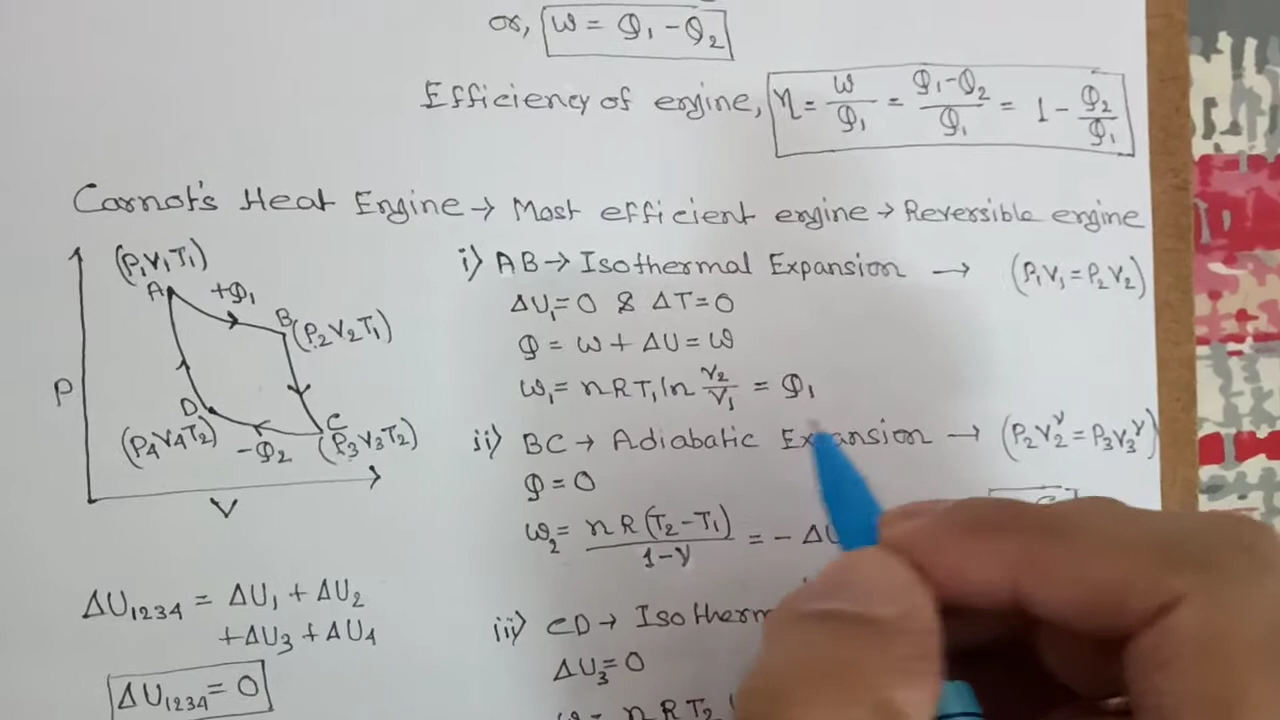 or, W = Q₁ - Q₂
Efficiency of engine, η = W/Q₁ = (Q₁-Q₂)/Q₁ = 1 - Q₂/Q₁
Carnot's Heat Engine → Most efficient engine → Reversible engine
(P₁V₁T₁)
A
+Q₁
B
(P₂V₂T₁)
P
D
(P₄V₄T₂)
-Q₂
C
(P₃V₃T₂)
V
ΔU₁₂₃₄ = ΔU₁ + ΔU₂
+ΔU₃ + ΔU₄
ΔU₁₂₃₄ = 0
i) AB → Isothermal Expansion → (P₁V₁ = P₂V₂)
ΔU₁ = 0 & ΔT = 0
Q = W + ΔU = W
W₁ = nRT₁ ln V₂/V₁ = Q₁
ii) BC → Adiabatic Expansion → (P₂V₂^γ = P₃V₃^γ)
Q = 0
W₂ = nR(T₂-T₁)/(1-γ) = - ΔU
iii) CD →
ΔU₃ = 0
nRT₂